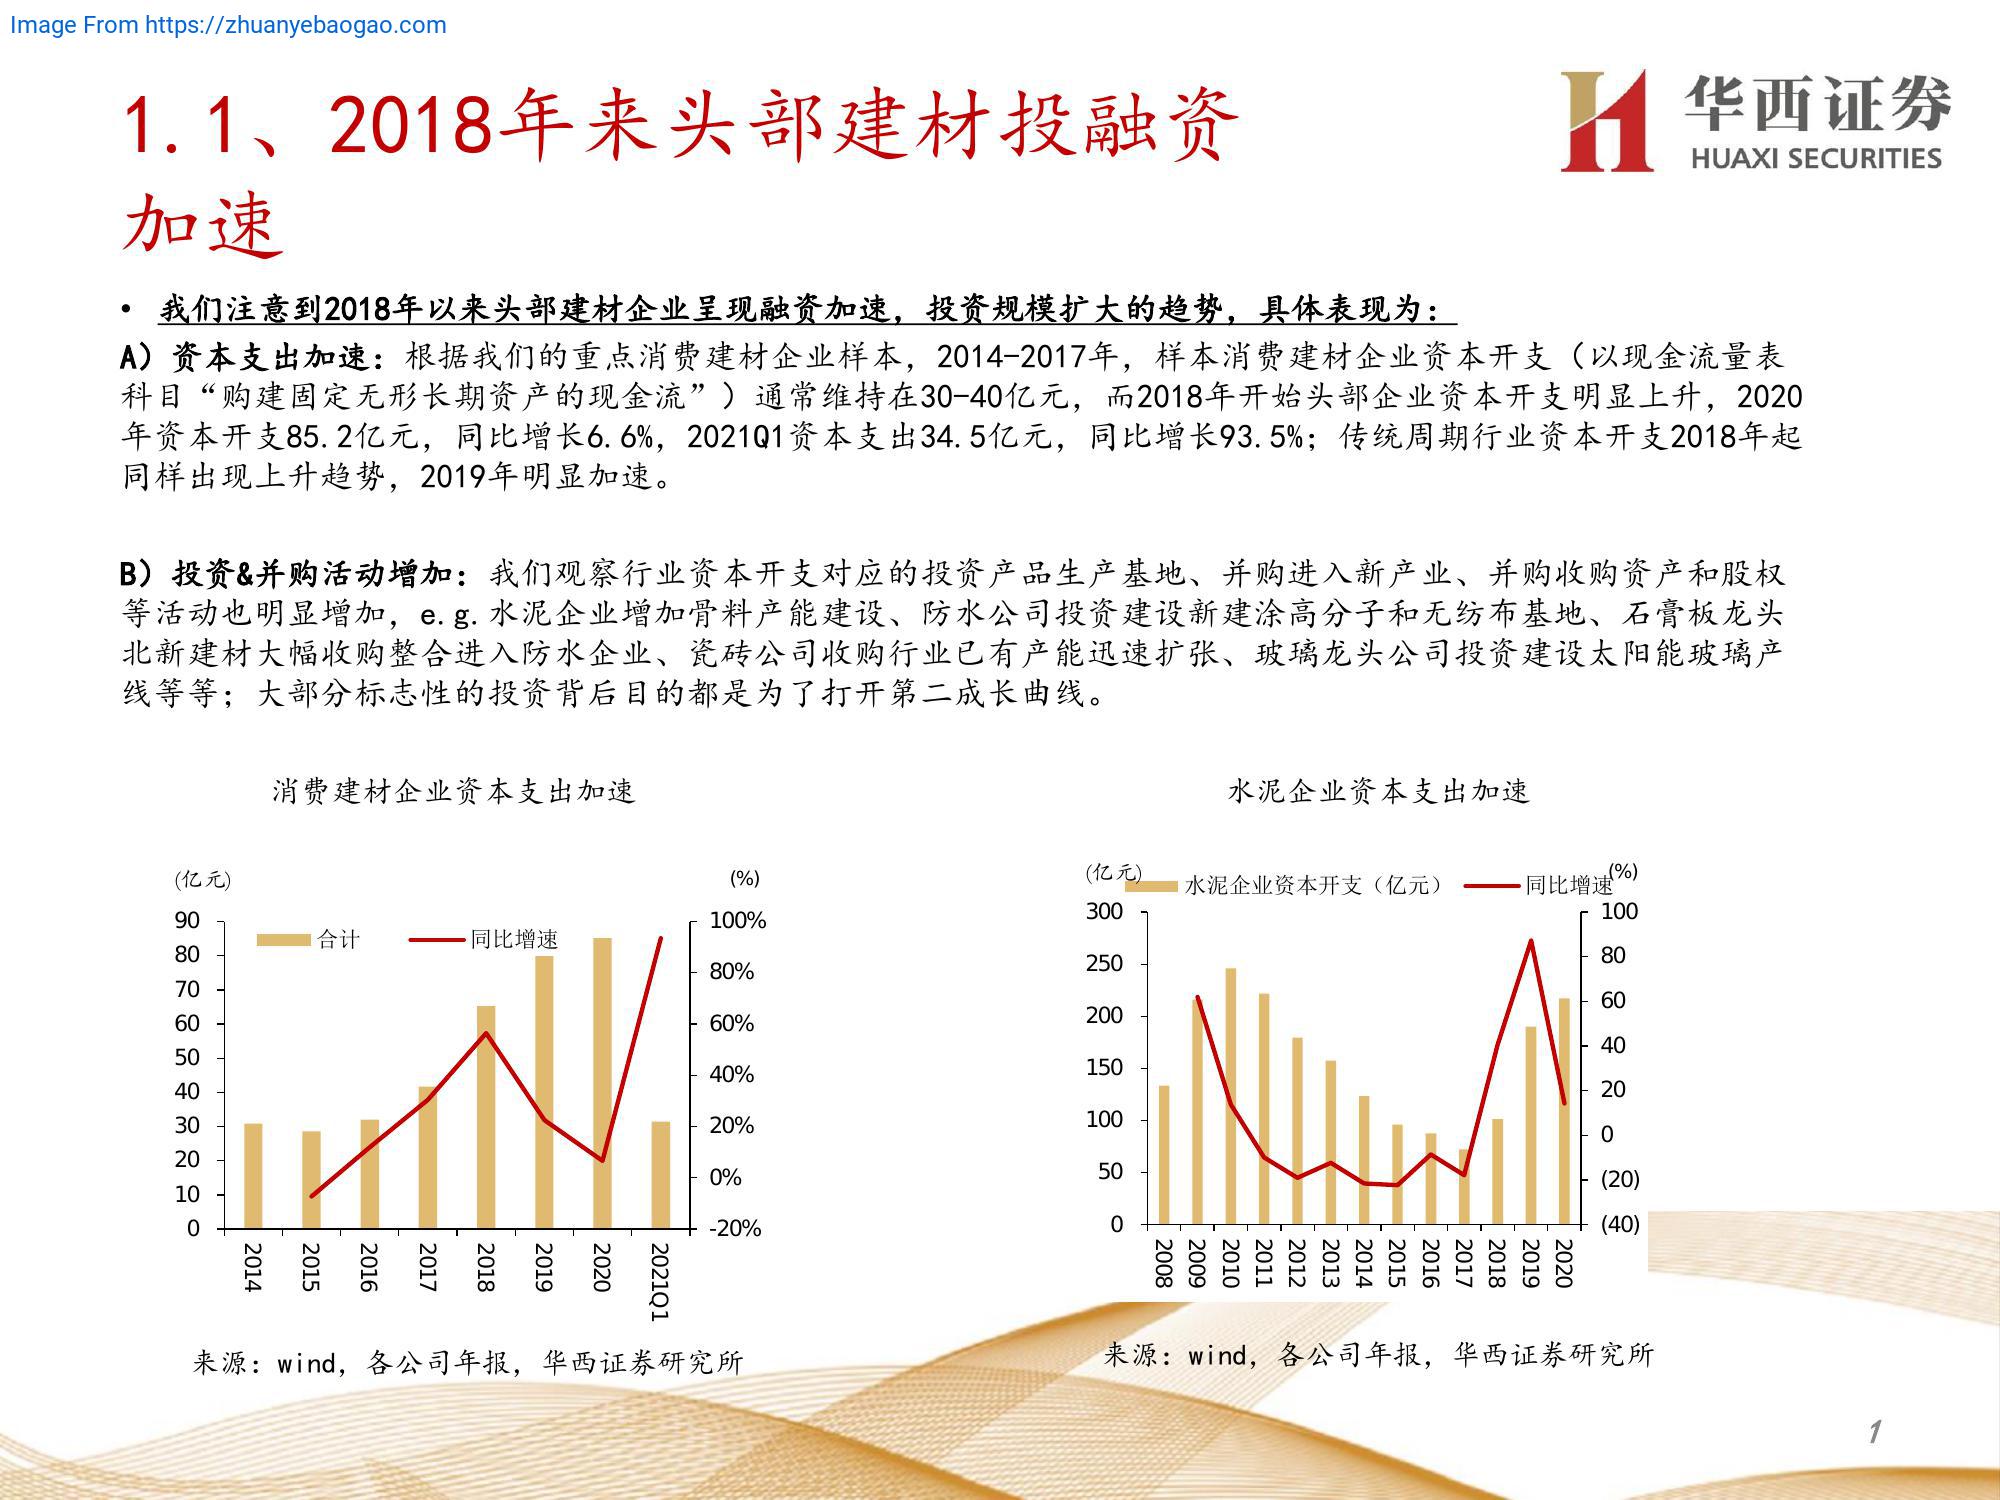 Image From https://zhuanyebaogao.com
华西证券
HUAXI SECURITIES
1.1、2018年来头部建材投融资
加速
• 我们注意到2018年以来头部建材企业呈现融资加速，投资规模扩大的趋势，具体表现为：
A）资本支出加速：根据我们的重点消费建材企业样本，2014-2017年，样本消费建材企业资本开支（以现金流量表
科目“购建固定无形长期资产的现金流”）通常维持在30-40亿元，而2018年开始头部企业资本开支明显上升，2020
年资本开支85.2亿元，同比增长6.6%，2021Q1资本支出34.5亿元，同比增长93.5%；传统周期行业资本开支2018年起
同样出现上升趋势，2019年明显加速。
B）投资&并购活动增加：我们观察行业资本开支对应的投资产品生产基地、并购进入新产业、并购收购资产和股权
等活动也明显增加，e.g.水泥企业增加骨料产能建设、防水公司投资建设新建涂高分子和无纺布基地、石膏板龙头
北新建材大幅收购整合进入防水企业、瓷砖公司收购行业已有产能迅速扩张、玻璃龙头公司投资建设太阳能玻璃产
线等等；大部分标志性的投资背后目的都是为了打开第二成长曲线。
消费建材企业资本支出加速
(亿元)
(%)
合计
同比增速
90
80
70
60
50
40
30
20
10
0
100%
80%
60%
40%
20%
0%
-20%
2014
2015
2016
2017
2018
2019
2020
2021Q1
来源：wind，各公司年报，华西证券研究所
水泥企业资本支出加速
(亿元)
(%)
水泥企业资本开支（亿元）
同比增速
300
250
200
150
100
50
0
100
80
60
40
20
0
(20)
(40)
2008
2009
2010
2011
2012
2013
2014
2015
2016
2017
2018
2019
2020
来源：wind，各公司年报，华西证券研究所
1